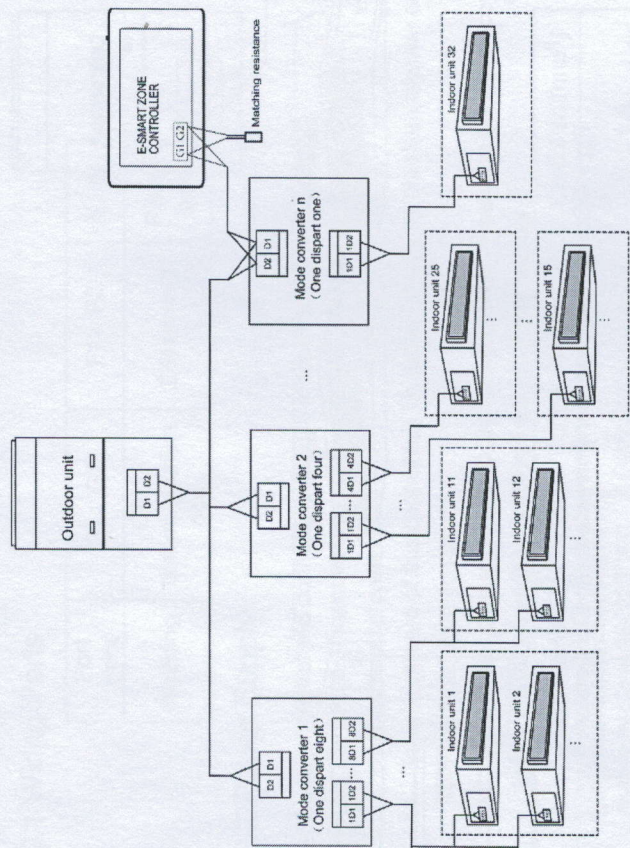 E-SMART ZONE
CONTROLLER
G1 G2
Matching resistance
Outdoor unit
D1 D2
D2 D1
Mode converter 1
(One dispart eight)
1D1 1D2 ... 8D1 8D2
D2 D1
Mode converter 2
(One dispart four)
1D1 1D2 ... 4D1 4D2
...
D2 D1
Mode converter n
(One dispart one)
1D1 1D2
...
...
Indoor unit 1
Indoor unit 2
...
Indoor unit 11
Indoor unit 12
...
Indoor unit 25
...
...
Indoor unit 15
...
Indoor unit 32